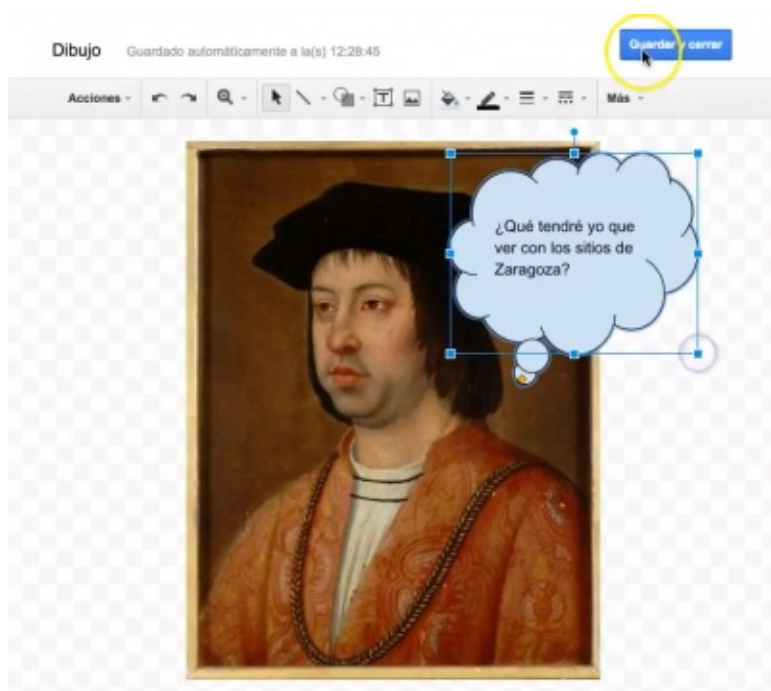 Dibujo Guardado automáticamente a la(s) 12:28:45 Guardar y cerrar
Acciones Más
¿Qué tendré yo que
ver con los sitios de
Zaragoza?